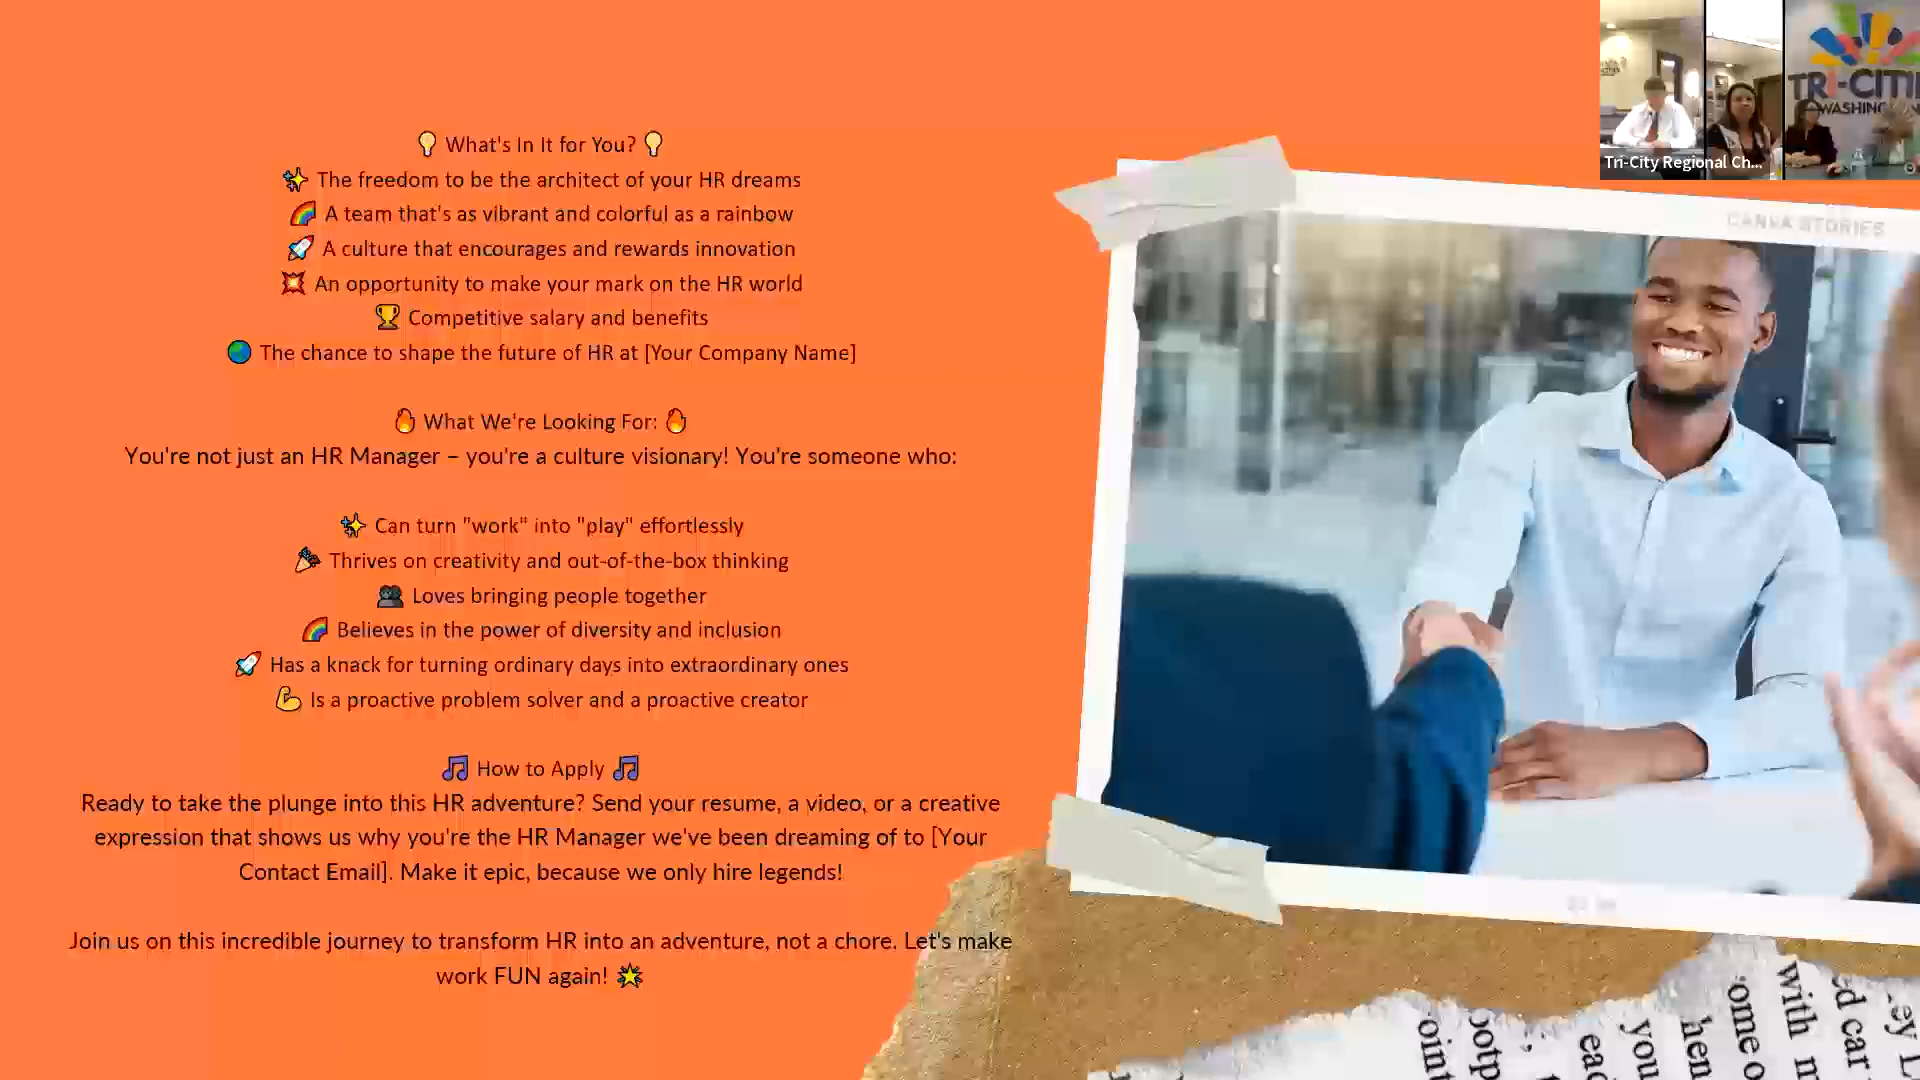 💡 What's In It for You? 💡
✨ The freedom to be the architect of your HR dreams
🌈 A team that's as vibrant and colorful as a rainbow
🚀 A culture that encourages and rewards innovation
💥 An opportunity to make your mark on the HR world
🏆 Competitive salary and benefits
🌏 The chance to shape the future of HR at [Your Company Name]
🔥 What We're Looking For: 🔥
You're not just an HR Manager – you're a culture visionary! You're someone who:
✨ Can turn "work" into "play" effortlessly
🎉 Thrives on creativity and out-of-the-box thinking
👥 Loves bringing people together
🌈 Believes in the power of diversity and inclusion
🚀 Has a knack for turning ordinary days into extraordinary ones
💪 Is a proactive problem solver and a proactive creator
🎵 How to Apply 🎵
Ready to take the plunge into this HR adventure? Send your resume, a video, or a creative
expression that shows us why you're the HR Manager we've been dreaming of to [Your
Contact Email]. Make it epic, because we only hire legends!
Join us on this incredible journey to transform HR into an adventure, not a chore. Let's make
work FUN again! 🌟
TRI-CITI
WASHING
Tri-City Regional Ch...
CANVA STORIES
with
you